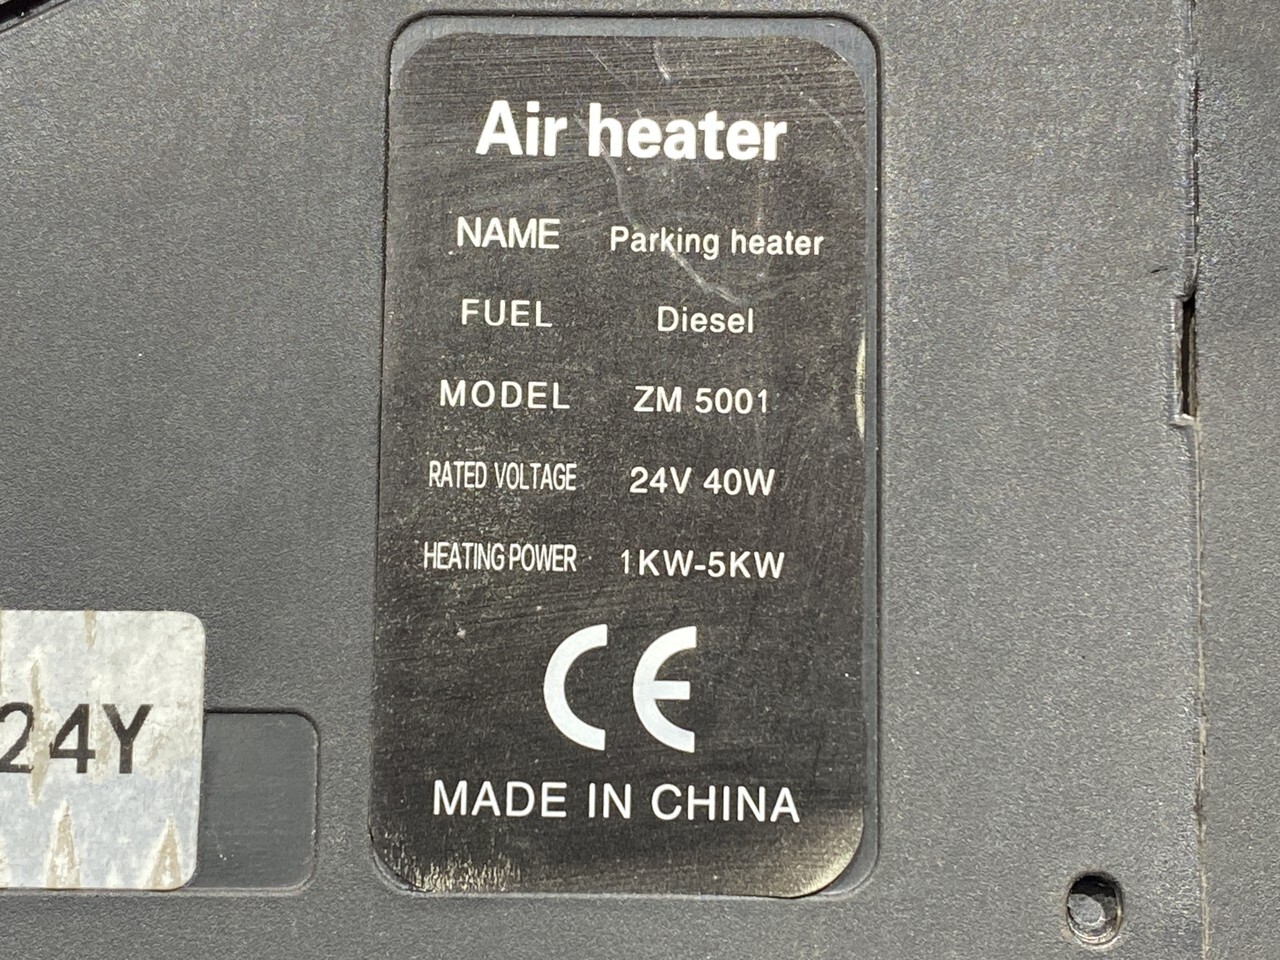 Air heater
NAME Parking heater
FUEL Diesel
MODEL ZM 5001
RATED VOLTAGE 24V 40W
HEATING POWER 1KW-5KW
CE
MADE IN CHINA
24Y